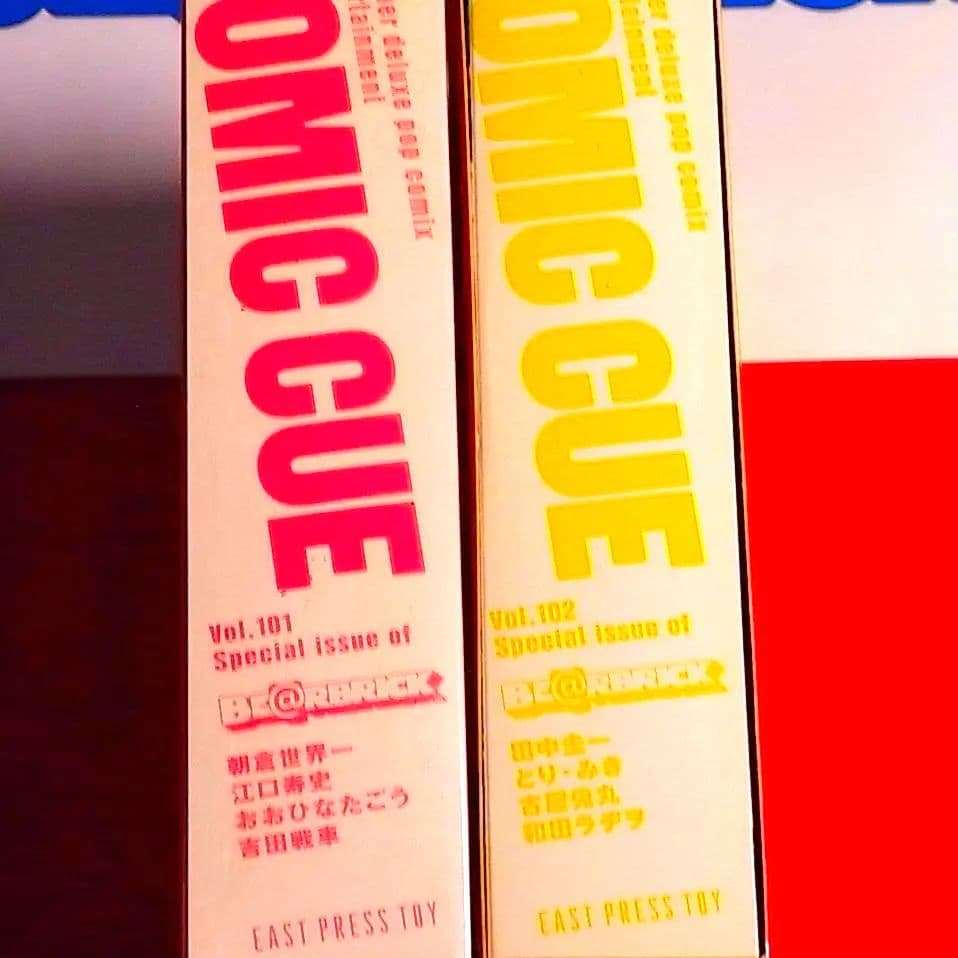 OMIC CUE
er deluxe pop comix
tainment
Vol.101
Special issue of
BE@RBRICK
朝倉世界一
江口寿史
おおひなたごう
吉田戦車
EAST PRESS TOY
OMIC CUE
er deluxe pop comix
tainment
Vol.102
Special issue of
BE@RBRICK
田中圭一
とり・みき
古屋兎丸
和田ラヂヲ
EAST PRESS TOY